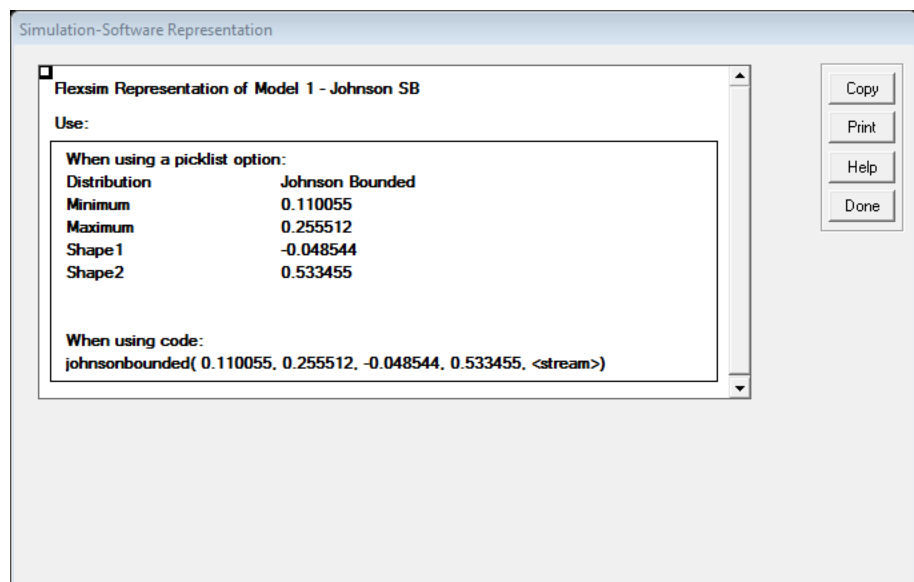 Simulation-Software Representation
Flexsim Representation of Model 1 - Johnson SB
Use:
When using a picklist option:
Distribution Johnson Bounded
Minimum 0.110055
Maximum 0.255512
Shape1 -0.048544
Shape2 0.533455
When using code:
johnsonbounded( 0.110055, 0.255512, -0.048544, 0.533455, <stream>)
Copy
Print
Help
Done